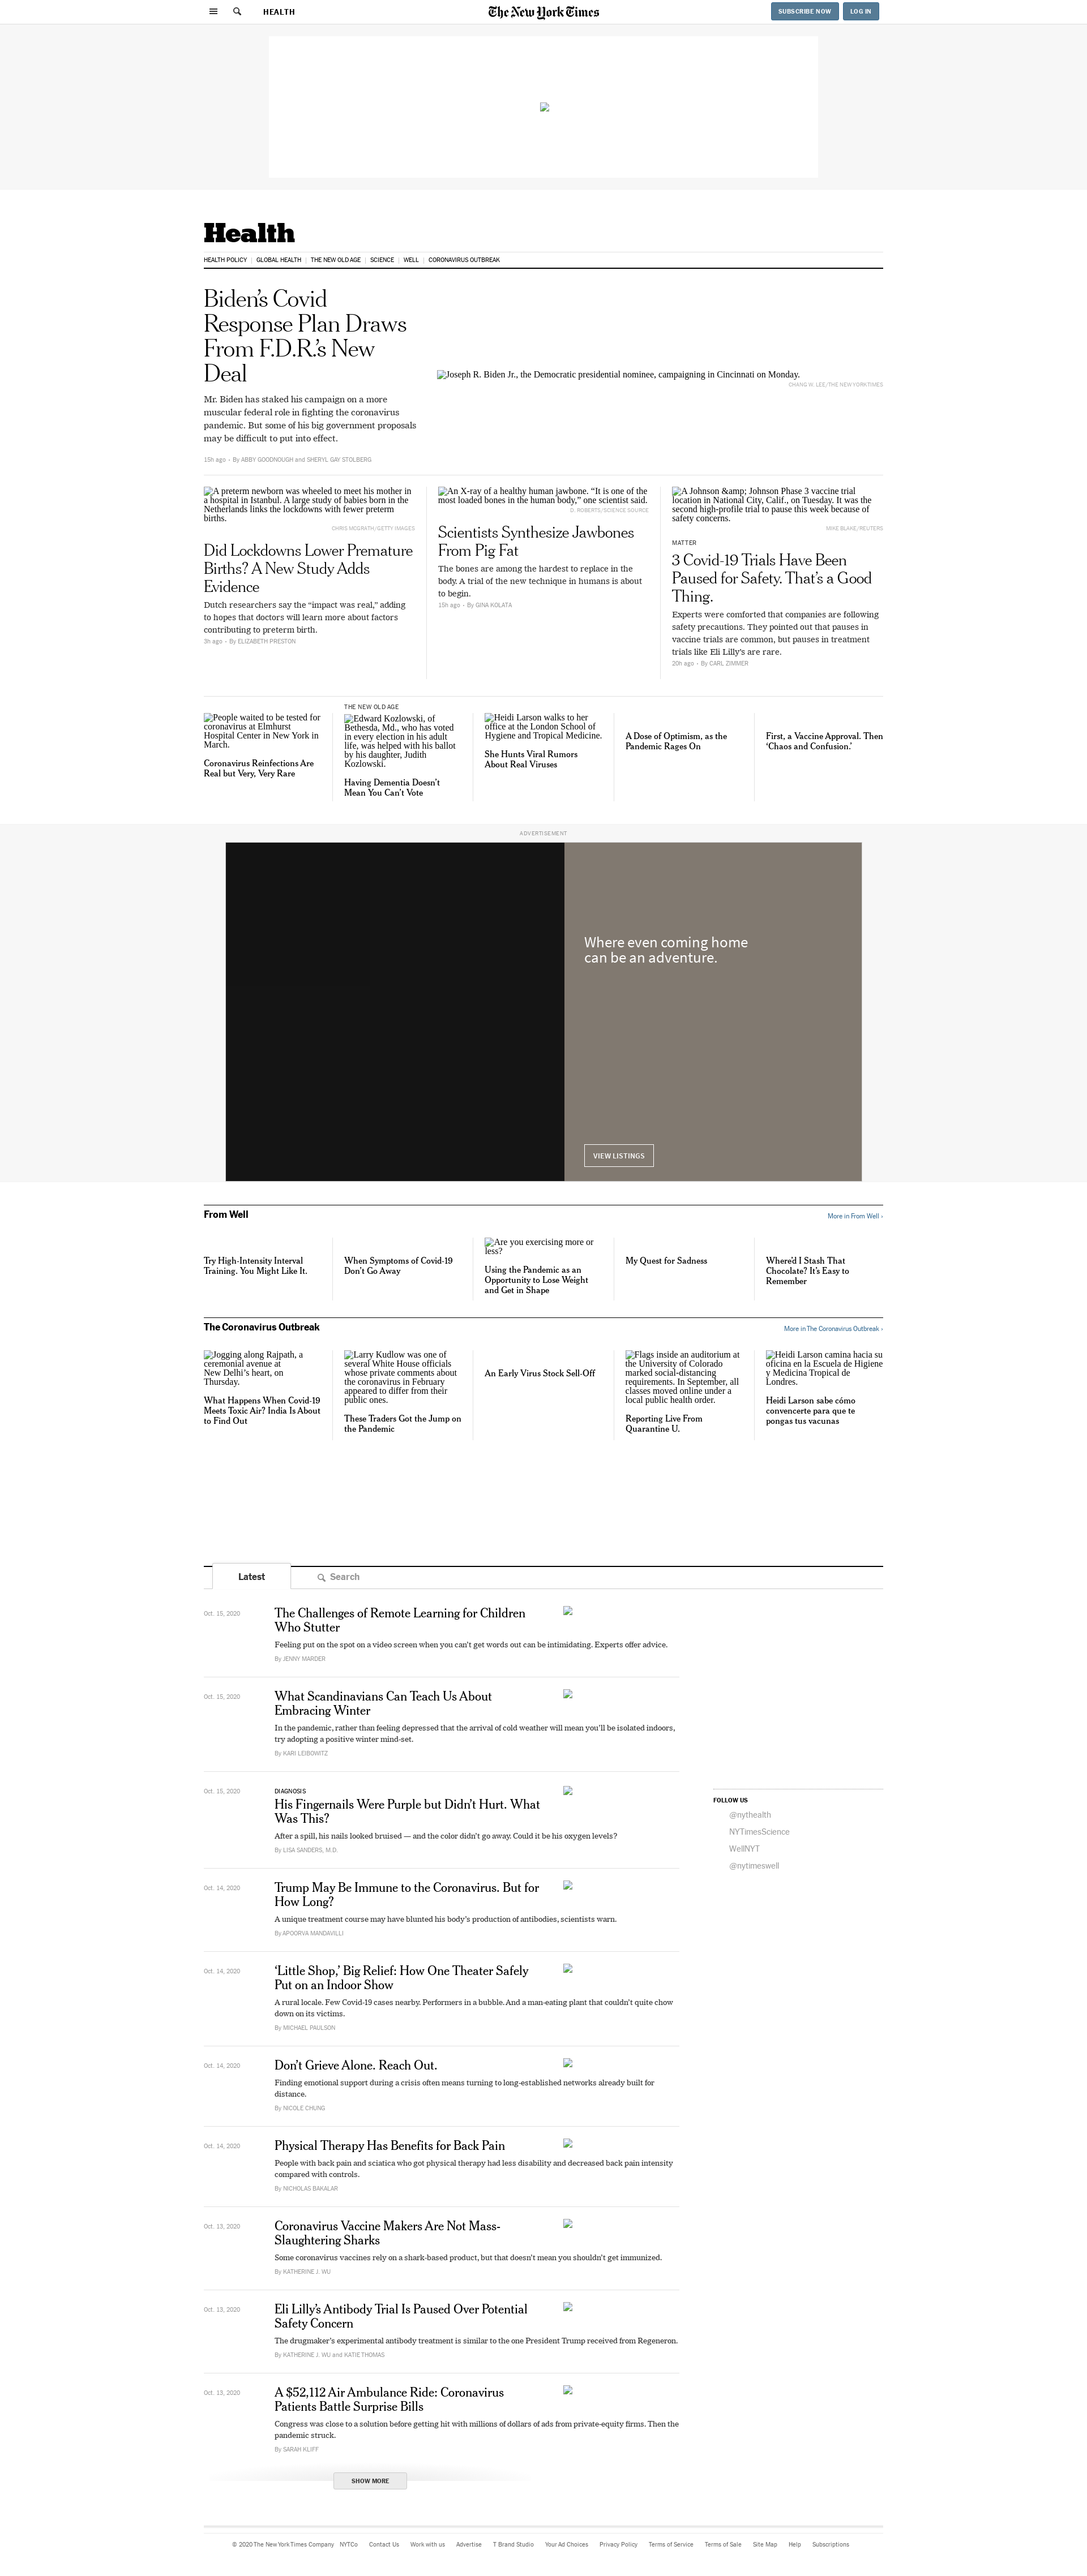 HEALTH
The New York Times
SUBSCRIBE NOW
LOG IN
Health
HEALTH POLICY
GLOBAL HEALTH
THE NEW OLD AGE
SCIENCE
WELL
CORONAVIRUS OUTBREAK
Biden’s Covid
Response Plan Draws
From F.D.R.’s New
Deal
Mr. Biden has staked his campaign on a more
muscular federal role in fighting the coronavirus
pandemic. But some of his big government proposals
may be difficult to put into effect.
15h ago - By ABBY GOODNOUGH and SHERYL GAY STOLBERG
Joseph R. Biden Jr., the Democratic presidential nominee, campaigning in Cincinnati on Monday.
CHANG W. LEE/THE NEW YORK TIMES
A preterm newborn was wheeled to meet his mother in
a hospital in Istanbul. A large study of babies born in the
Netherlands links the lockdowns with fewer preterm
births.
CHRIS MCGRATH/GETTY IMAGES
Did Lockdowns Lower Premature
Births? A New Study Adds
Evidence
Dutch researchers say the “impact was real,” adding
to hopes that doctors will learn more about factors
contributing to preterm birth.
3h ago - By ELIZABETH PRESTON
An X-ray of a healthy human jawbone. “It is one of the
most loaded bones in the human body,” one scientist said.
D. ROBERTS/SCIENCE SOURCE
Scientists Synthesize Jawbones
From Pig Fat
The bones are among the hardest to replace in the
body. A trial of the new technique in humans is about
to begin.
15h ago - By GINA KOLATA
A Johnson &amp; Johnson Phase 3 vaccine trial
location in National City, Calif., on Tuesday. It was the
second high-profile trial to pause this week because of
safety concerns.
MIKE BLAKE/REUTERS
MATTER
3 Covid-19 Trials Have Been
Paused for Safety. That’s a Good
Thing.
Experts were comforted that companies are following
safety precautions. They pointed out that pauses in
vaccine trials are common, but pauses in treatment
trials like Eli Lilly’s are rare.
20h ago - By CARL ZIMMER
People waited to be tested for
coronavirus at Elmhurst
Hospital Center in New York in
March.
Coronavirus Reinfections Are
Real but Very, Very Rare
THE NEW OLD AGE
Edward Kozlowski, of
Bethesda, Md., who has voted
in every election in his adult
life, was helped with his ballot
by his daughter, Judith
Kozlowski.
Having Dementia Doesn’t
Mean You Can’t Vote
Heidi Larson walks to her
office at the London School of
Hygiene and Tropical Medicine.
She Hunts Viral Rumors
About Real Viruses
A Dose of Optimism, as the
Pandemic Rages On
First, a Vaccine Approval. Then
‘Chaos and Confusion.’
ADVERTISEMENT
Where even coming home
can be an adventure.
VIEW LISTINGS
From Well
More in From Well ›
Try High-Intensity Interval
Training. You Might Like It.
When Symptoms of Covid-19
Don’t Go Away
Are you exercising more or
less?
Using the Pandemic as an
Opportunity to Lose Weight
and Get in Shape
My Quest for Sadness
Where’d I Stash That
Chocolate? It’s Easy to
Remember
The Coronavirus Outbreak
More in The Coronavirus Outbreak ›
Jogging along Rajpath, a
ceremonial avenue at
New Delhi’s heart, on
Thursday.
What Happens When Covid-19
Meets Toxic Air? India Is About
to Find Out
Larry Kudlow was one of
several White House officials
whose private comments about
the coronavirus in February
appeared to differ from their
public ones.
These Traders Got the Jump on
the Pandemic
An Early Virus Stock Sell-Off
Flags inside an auditorium at
the University of Colorado
marked social-distancing
requirements. In September, all
classes moved online under a
local public health order.
Reporting Live From
Quarantine U.
Heidi Larson camina hacia su
oficina en la Escuela de Higiene
y Medicina Tropical de
Londres.
Heidi Larson sabe cómo
convencerte para que te
pongas tus vacunas
Latest
Search
Oct. 15, 2020
The Challenges of Remote Learning for Children
Who Stutter
Feeling put on the spot on a video screen when you can’t get words out can be intimidating. Experts offer advice.
By JENNY MARDER
Oct. 15, 2020
What Scandinavians Can Teach Us About
Embracing Winter
In the pandemic, rather than feeling depressed that the arrival of cold weather will mean you’ll be isolated indoors,
try adopting a positive winter mind-set.
By KARI LEIBOWITZ
Oct. 15, 2020
DIAGNOSIS
His Fingernails Were Purple but Didn’t Hurt. What
Was This?
After a spill, his nails looked bruised — and the color didn’t go away. Could it be his oxygen levels?
By LISA SANDERS, M.D.
FOLLOW US
@nythealth
NYTimesScience
WellNYT
@nytimeswell
Oct. 14, 2020
Trump May Be Immune to the Coronavirus. But for
How Long?
A unique treatment course may have blunted his body’s production of antibodies, scientists warn.
By APOORVA MANDAVILLI
Oct. 14, 2020
‘Little Shop,’ Big Relief: How One Theater Safely
Put on an Indoor Show
A rural locale. Few Covid-19 cases nearby. Performers in a bubble. And a man-eating plant that couldn’t quite chow
down on its victims.
By MICHAEL PAULSON
Oct. 14, 2020
Don’t Grieve Alone. Reach Out.
Finding emotional support during a crisis often means turning to long-established networks already built for
distance.
By NICOLE CHUNG
Oct. 14, 2020
Physical Therapy Has Benefits for Back Pain
People with back pain and sciatica who got physical therapy had less disability and decreased back pain intensity
compared with controls.
By NICHOLAS BAKALAR
Oct. 13, 2020
Coronavirus Vaccine Makers Are Not Mass-
Slaughtering Sharks
Some coronavirus vaccines rely on a shark-based product, but that doesn’t mean you shouldn’t get immunized.
By KATHERINE J. WU
Oct. 13, 2020
Eli Lilly’s Antibody Trial Is Paused Over Potential
Safety Concern
The drugmaker’s experimental antibody treatment is similar to the one President Trump received from Regeneron.
By KATHERINE J. WU and KATIE THOMAS
Oct. 13, 2020
A $52,112 Air Ambulance Ride: Coronavirus
Patients Battle Surprise Bills
Congress was close to a solution before getting hit with millions of dollars of ads from private-equity firms. Then the
pandemic struck.
By SARAH KLIFF
SHOW MORE
© 2020 The New York Times Company
NYTCo
Contact Us
Work with us
Advertise
T Brand Studio
Your Ad Choices
Privacy Policy
Terms of Service
Terms of Sale
Site Map
Help
Subscriptions